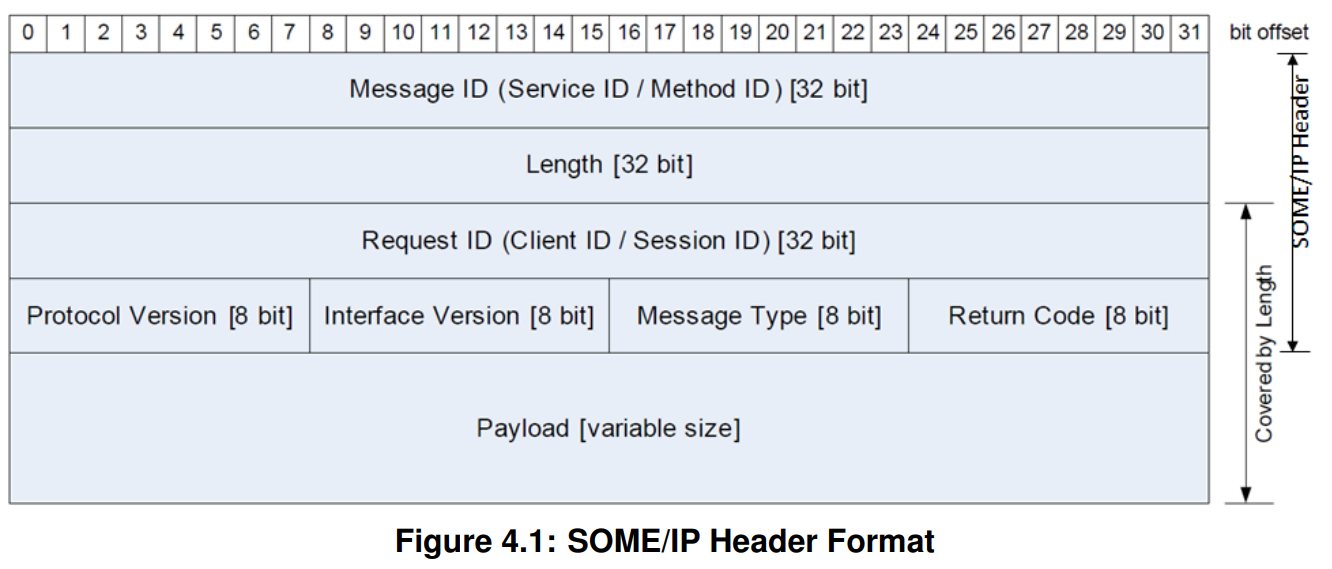 0 1 2 3 4 5 6 7 8 9 10 11 12 13 14 15 16 17 18 19 20 21 22 23 24 25 26 27 28 29 30 31 bit offset
Message ID (Service ID / Method ID) [32 bit]
SOME/IP Header
Length [32 bit]
Request ID (Client ID / Session ID) [32 bit]
Protocol Version [8 bit] Interface Version [8 bit] Message Type [8 bit] Return Code [8 bit]
Covered by Length
Payload [variable size]
Figure 4.1: SOME/IP Header Format